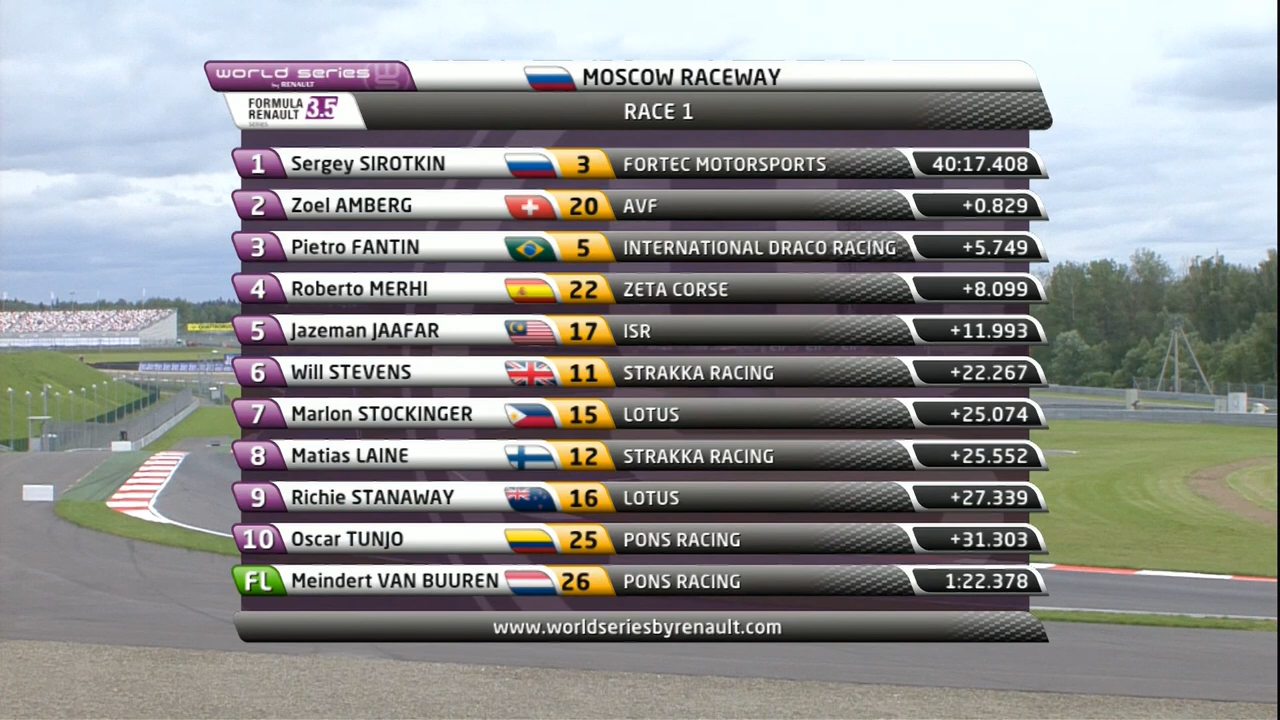 world series
by RENAULT
MOSCOW RACEWAY
FORMULA RENAULT 3.5
SERIES
RACE 1
1 Sergey SIROTKIN 3 FORTEC MOTORSPORTS 40:17.408
2 Zoel AMBERG 20 AVF +0.829
3 Pietro FANTIN 5 INTERNATIONAL DRACO RACING +5.749
4 Roberto MERHI 22 ZETA CORSE +8.099
5 Jazeman JAAFAR 17 ISR +11.993
6 Will STEVENS 11 STRAKKA RACING +22.267
7 Marlon STOCKINGER 15 LOTUS +25.074
8 Matias LAINE 12 STRAKKA RACING +25.552
9 Richie STANAWAY 16 LOTUS +27.339
10 Oscar TUNJO 25 PONS RACING +31.303
FL Meindert VAN BUUREN 26 PONS RACING 1:22.378
www.worldseriesbyrenault.com